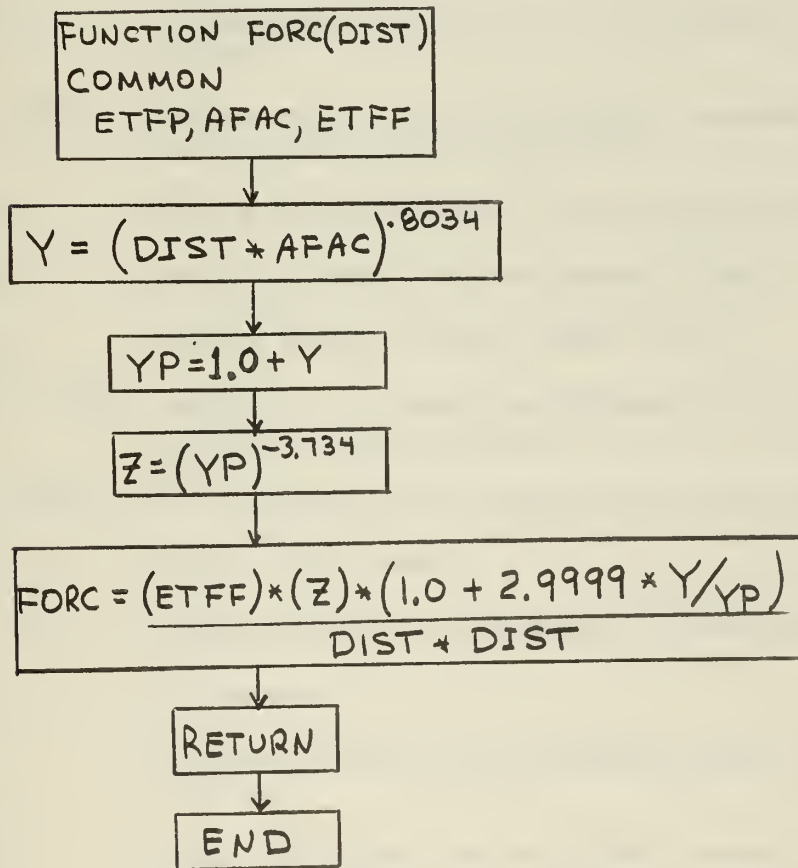 FUNCTION FORC(DIST)
COMMON
ETFP, AFAC, ETFF
Y = (DIST * AFAC)^.8034
YP = 1.0 + Y
Z = (YP)^-3.734
FORC = (ETFF)*(Z)*(1.0 + 2.9999 * Y/YP)
DIST * DIST
RETURN
END